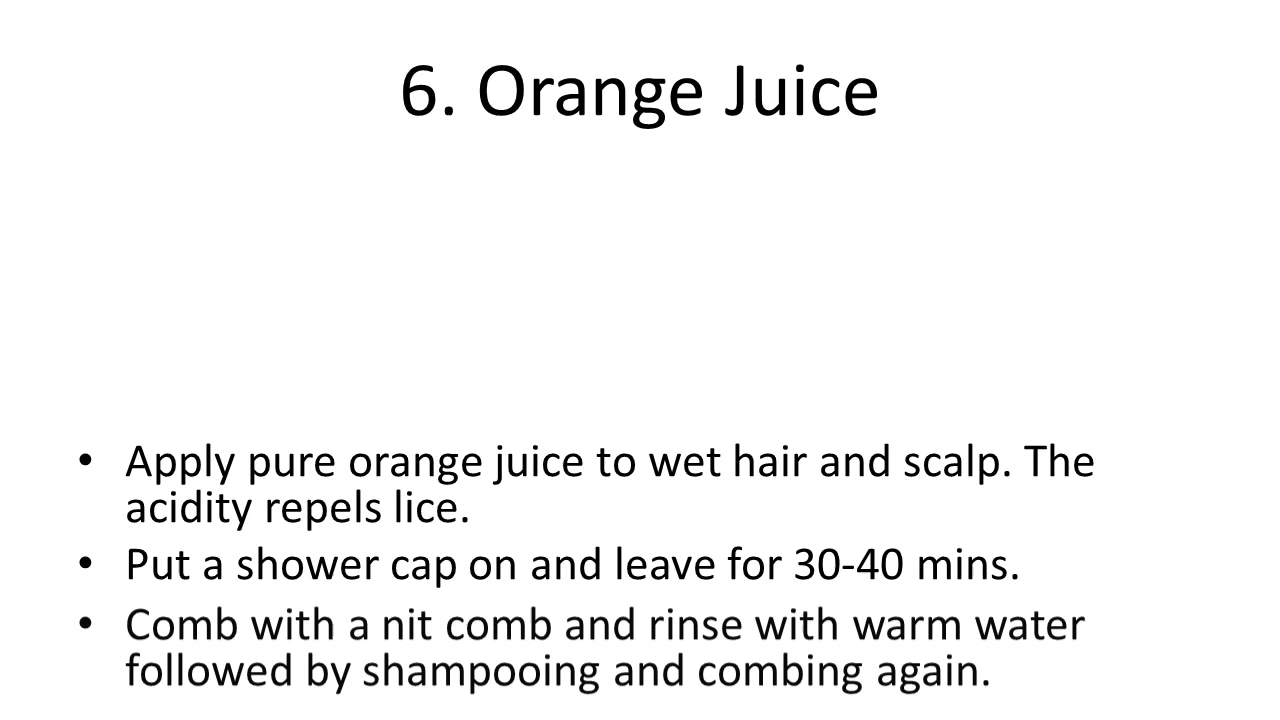 6. Orange Juice
• Apply pure orange juice to wet hair and scalp. The
acidity repels lice.
• Put a shower cap on and leave for 30-40 mins.
• Comb with a nit comb and rinse with warm water
followed by shampooing and combing again.